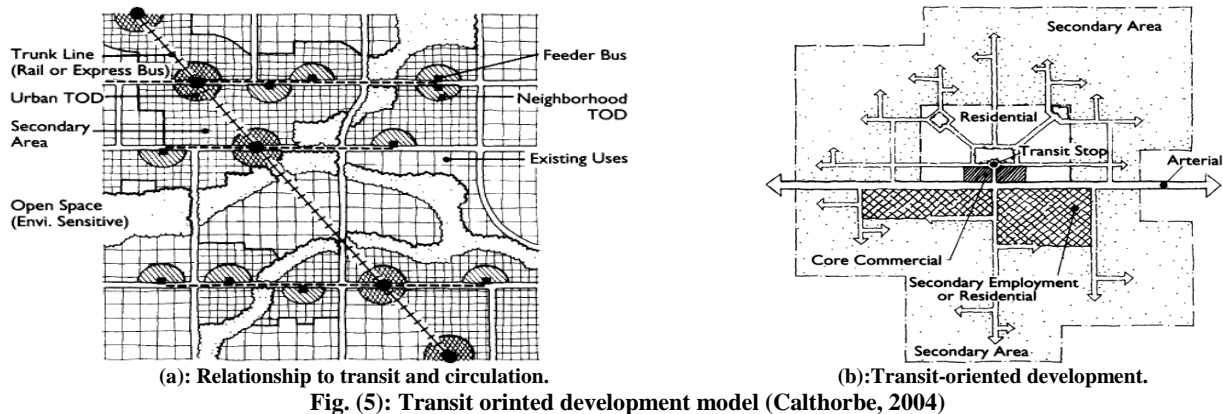 Trunk Line
(Rail or Express Bus)
Urban TOD
Secondary
Area
Open Space
(Envi. Sensitive)
Feeder Bus
Neighborhood
TOD
Existing Uses
(a): Relationship to transit and circulation.
Secondary Area
Residential
Transit Stop
Arterial
Core Commercial
Secondary Employment
or Residential
Secondary Area
(b):Transit-oriented development.
Fig. (5): Transit orinted development model (Calthorbe, 2004)